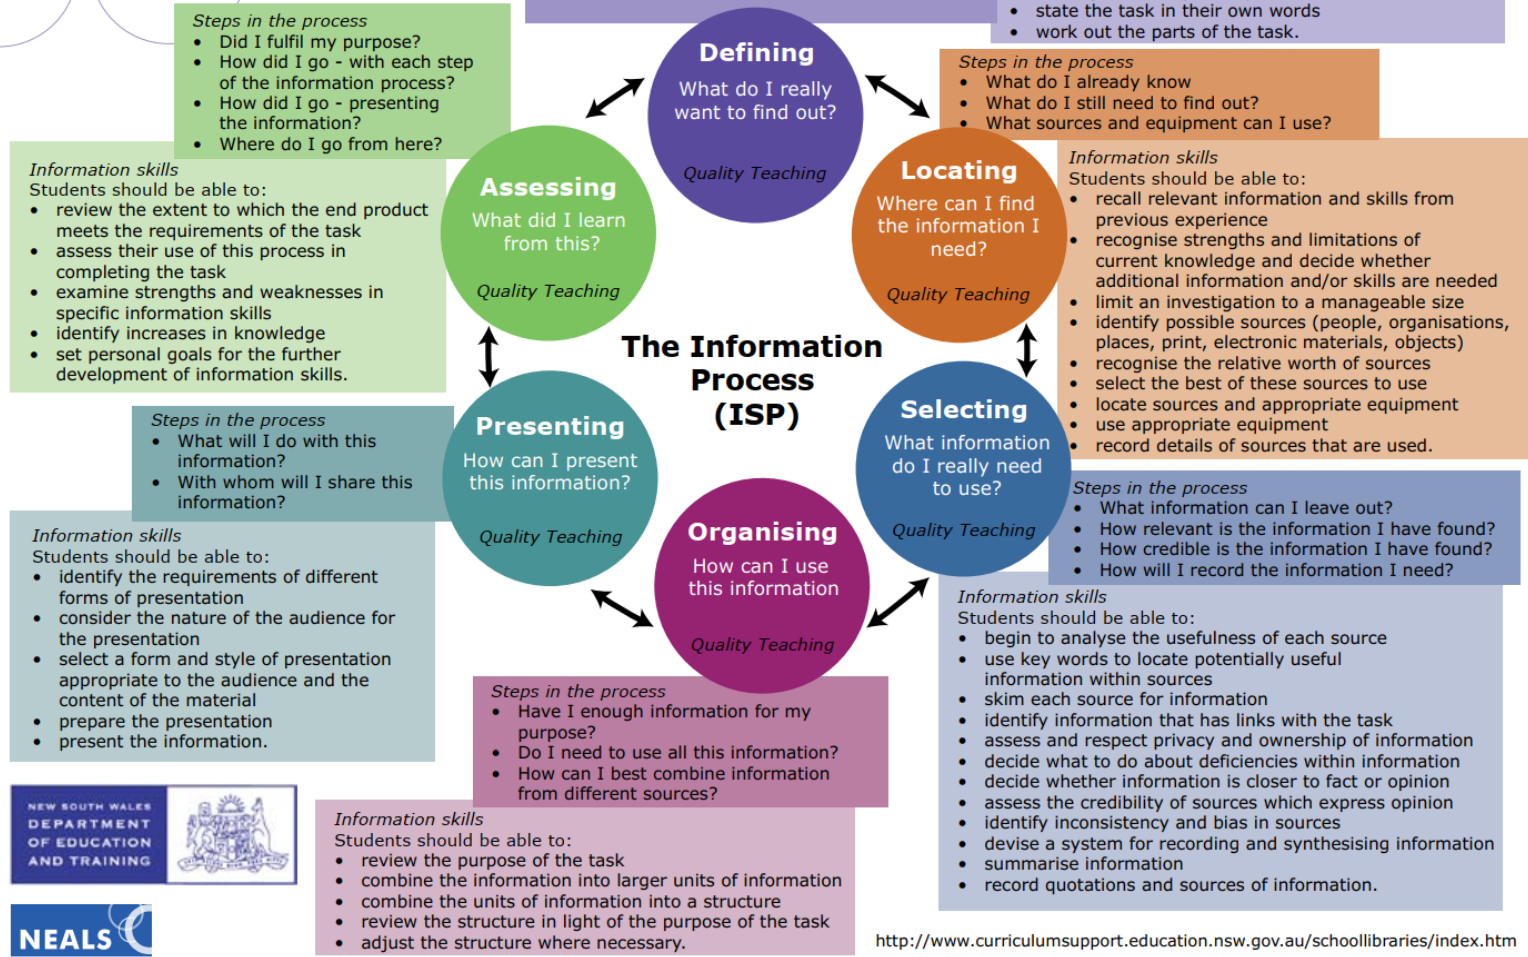 • state the task in their own words
• work out the parts of the task.
Defining
What do I really
want to find out?
Quality Teaching
Steps in the process
• What do I already know
• What do I still need to find out?
• What sources and equipment can I use?
Locating
Where can I find
the information I
need?
Quality Teaching
Information skills
Students should be able to:
• recall relevant information and skills from
previous experience
• recognise strengths and limitations of
current knowledge and decide whether
additional information and/or skills are needed
• limit an investigation to a manageable size
• identify possible sources (people, organisations,
places, print, electronic materials, objects)
• recognise the relative worth of sources
• select the best of these sources to use
• locate sources and appropriate equipment
• use appropriate equipment
• record details of sources that are used.
Selecting
What information
do I really need
to use?
Quality Teaching
Steps in the process
• What information can I leave out?
• How relevant is the information I have found?
• How credible is the information I have found?
• How will I record the information I need?
Information skills
Students should be able to:
• begin to analyse the usefulness of each source
• use key words to locate potentially useful
information within sources
• skim each source for information
• identify information that has links with the task
• assess and respect privacy and ownership of information
• decide what to do about deficiencies within information
• decide whether information is closer to fact or opinion
• assess the credibility of sources which express opinion
• identify inconsistency and bias in sources
• devise a system for recording and synthesising information
• summarise information
• record quotations and sources of information.
Organising
How can I use
this information
Quality Teaching
Steps in the process
• Have I enough information for my
purpose?
• Do I need to use all this information?
• How can I best combine information
from different sources?
Information skills
Students should be able to:
• review the purpose of the task
• combine the information into larger units of information
• combine the units of information into a structure
• review the structure in light of the purpose of the task
• adjust the structure where necessary.
Presenting
How can I present
this information?
Quality Teaching
Steps in the process
• What will I do with this
information?
• With whom will I share this
information?
Information skills
Students should be able to:
• identify the requirements of different
forms of presentation
• consider the nature of the audience for
the presentation
• select a form and style of presentation
appropriate to the audience and the
content of the material
• prepare the presentation
• present the information.
Assessing
What did I learn
from this?
Quality Teaching
Steps in the process
• Did I fulfil my purpose?
• How did I go - with each step
of the information process?
• How did I go - presenting
the information?
• Where do I go from here?
Information skills
Students should be able to:
• review the extent to which the end product
meets the requirements of the task
• assess their use of this process in
completing the task
• examine strengths and weaknesses in
specific information skills
• identify increases in knowledge
• set personal goals for the further
development of information skills.
The Information
Process
(ISP)
NEW SOUTH WALES
DEPARTMENT
OF EDUCATION
AND TRAINING
NEALS
http://www.curriculumsupport.education.nsw.gov.au/schoollibraries/index.htm